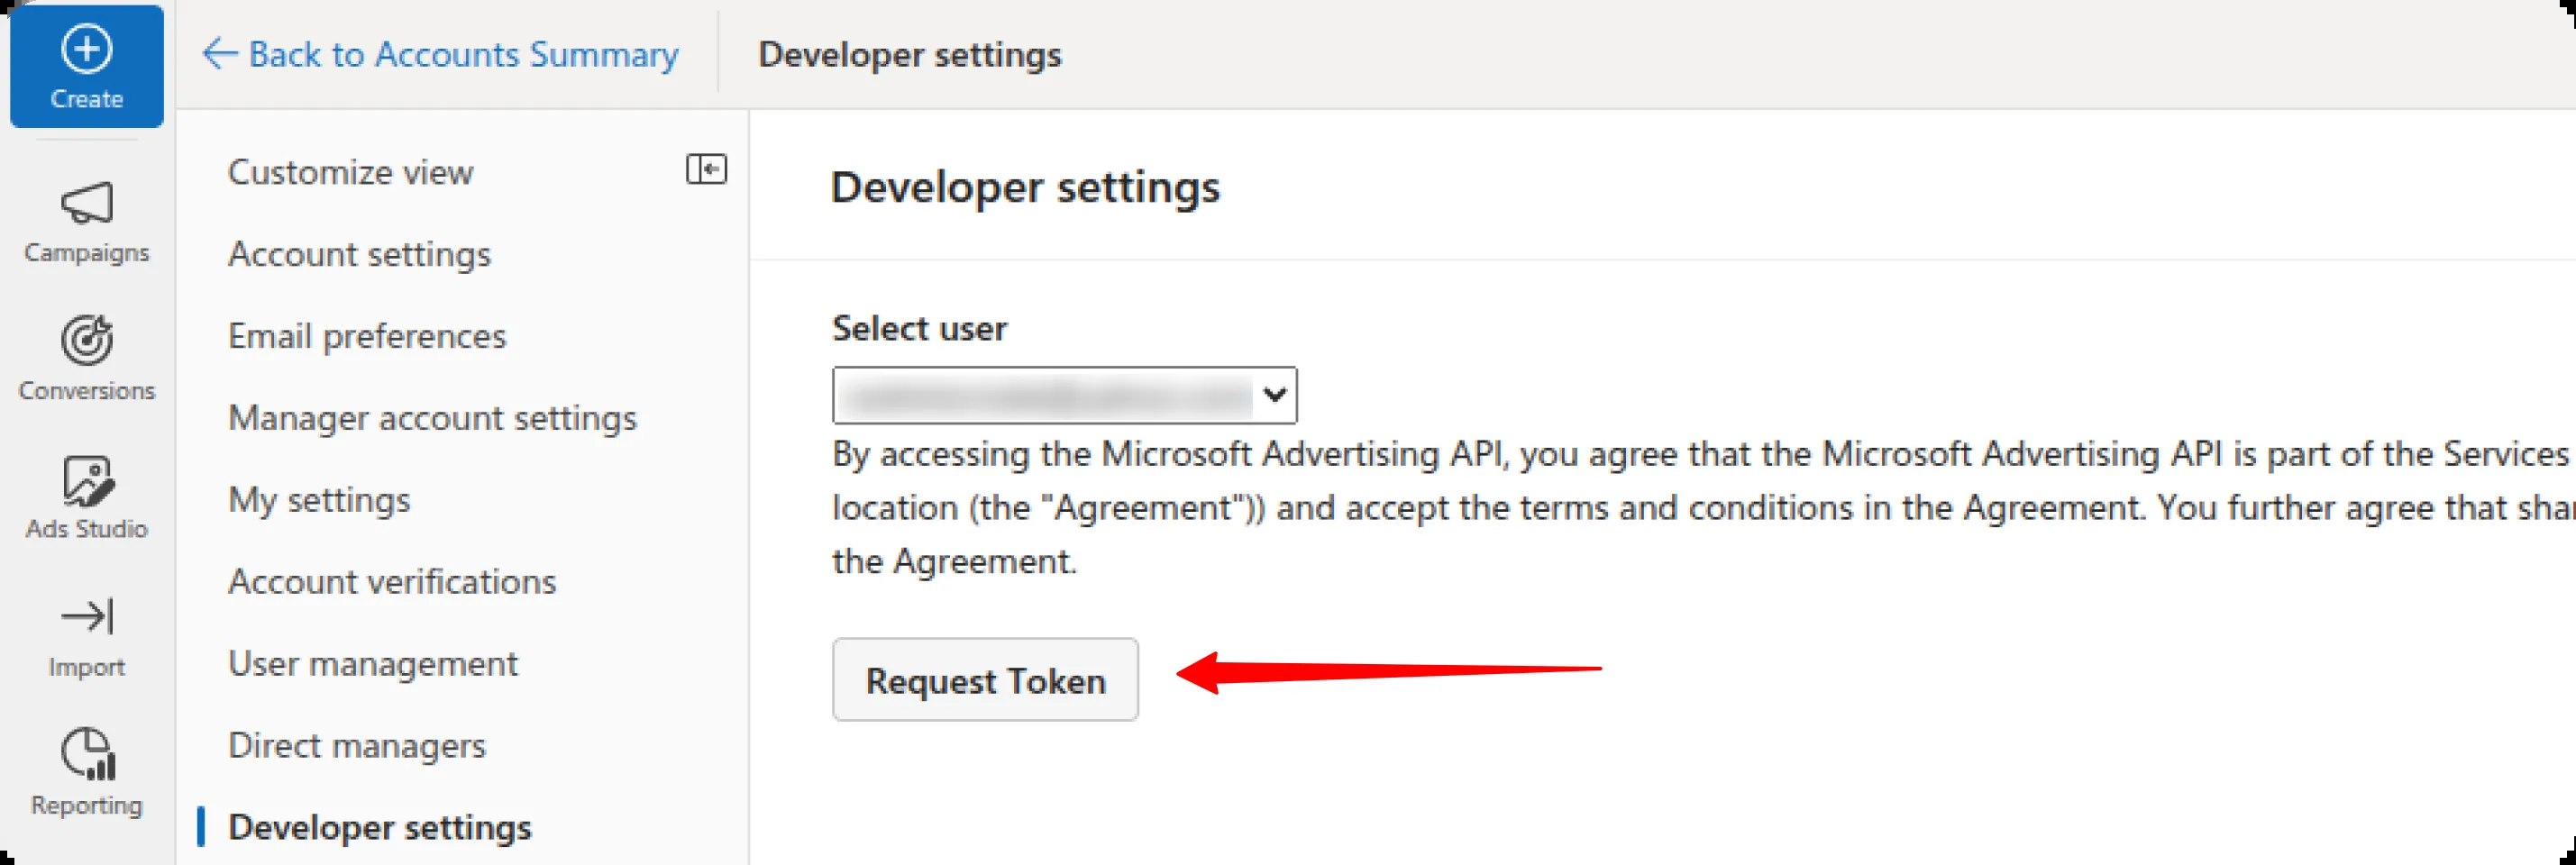 Create
Campaigns
Conversions
Ads Studio
Import
Reporting
Back to Accounts Summary
Developer settings
Customize view
Account settings
Email preferences
Manager account settings
My settings
Account verifications
User management
Direct managers
Developer settings
Developer settings
Select user
By accessing the Microsoft Advertising API, you agree that the Microsoft Advertising API is part of the Services
location (the "Agreement")) and accept the terms and conditions in the Agreement. You further agree that
the Agreement.
Request Token